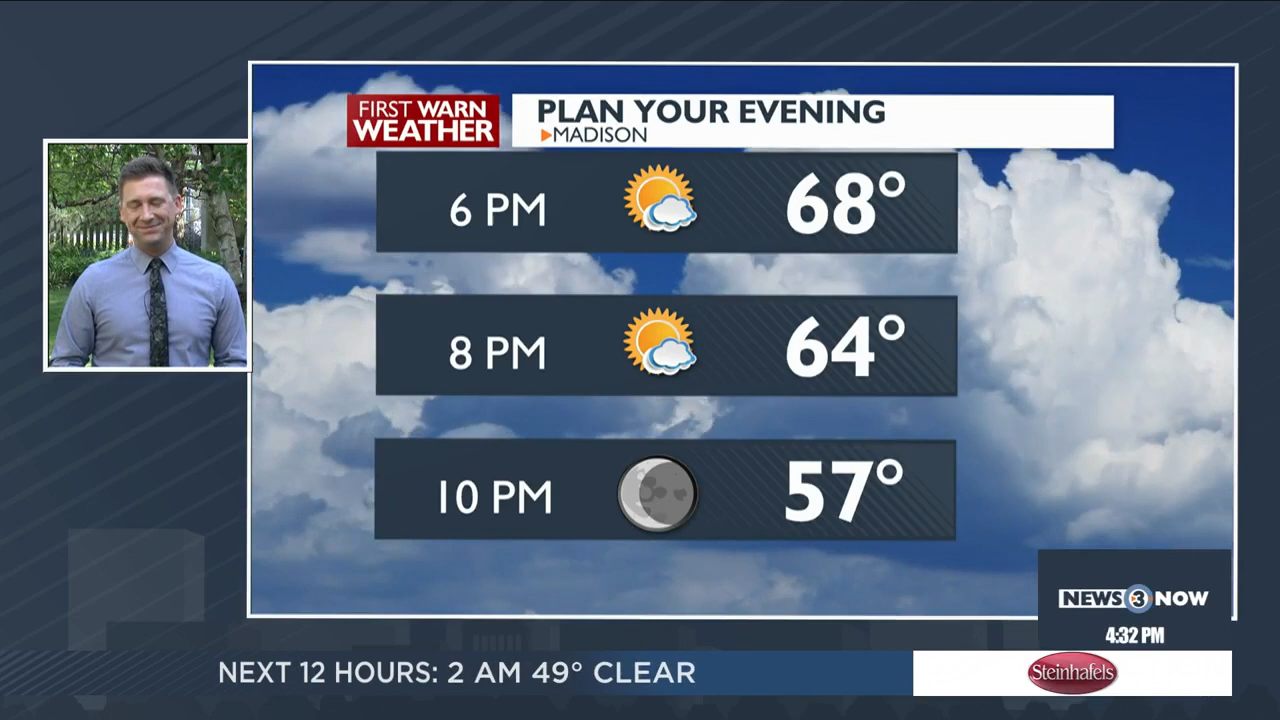 FIRST WARN
WEATHER
PLAN YOUR EVENING
MADISON
6 PM 68°
8 PM 64°
10 PM 57°
NEWS 3 NOW
4:32 PM
NEXT 12 HOURS: 2 AM 49° CLEAR
Steinhafels